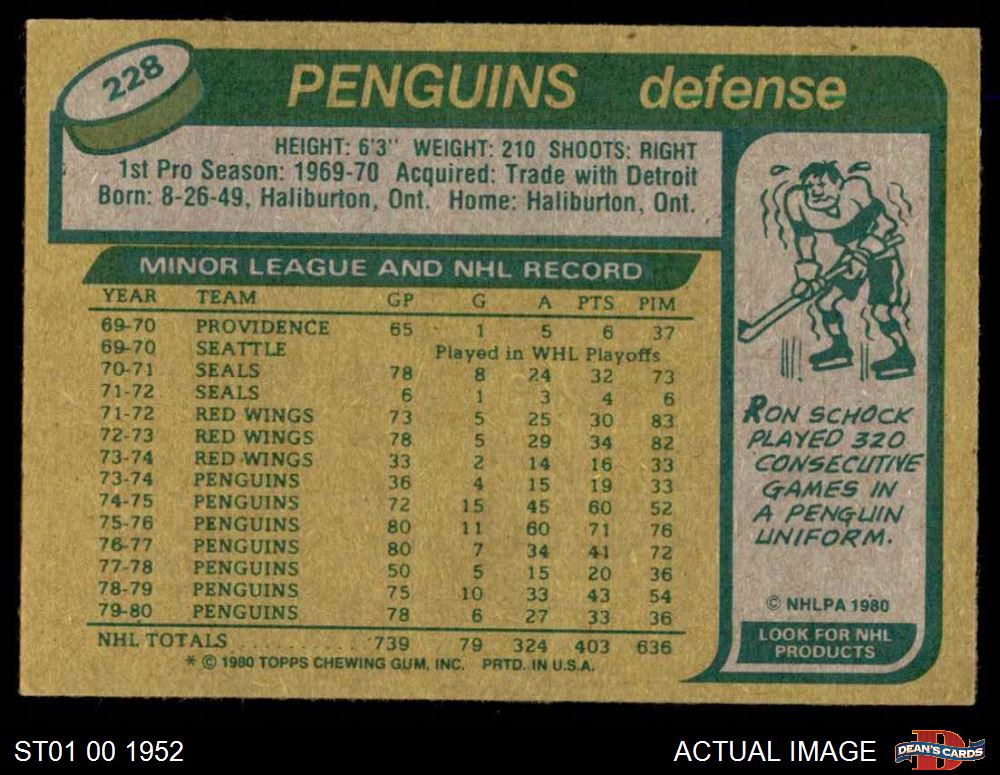 228
PENGUINS defense
HEIGHT: 6'3" WEIGHT: 210 SHOOTS: RIGHT
1st Pro Season: 1969-70 Acquired: Trade with Detroit
Born: 8-26-49, Haliburton, Ont. Home: Haliburton, Ont.
MINOR LEAGUE AND NHL RECORD
YEAR TEAM GP G A PTS PIM
69-70 PROVIDENCE 65 1 5 6 37
69-70 SEATTLE Played in WHL Playoffs
70-71 SEALS 78 8 24 32 73
71-72 SEALS 6 1 3 4 6
71-72 RED WINGS 73 5 25 30 83
72-73 RED WINGS 78 5 29 34 82
73-74 RED WINGS 33 2 14 16 33
73-74 PENGUINS 36 4 15 19 33
74-75 PENGUINS 72 15 45 60 52
75-76 PENGUINS 80 11 60 71 76
76-77 PENGUINS 80 7 34 41 72
77-78 PENGUINS 50 5 15 20 36
78-79 PENGUINS 75 10 33 43 54
79-80 PENGUINS 78 6 27 33 36
NHL TOTALS.............739 79 324 403 636
* © 1980 TOPPS CHEWING GUM, INC. PRTD. IN U.S.A.
RON SCHOCK
PLAYED 320
CONSECUTIVE
GAMES IN
A PENGUIN
UNIFORM.
© NHLPA 1980
LOOK FOR NHL
PRODUCTS
ST01 00 1952
ACTUAL IMAGE
DEAN'S CARDS